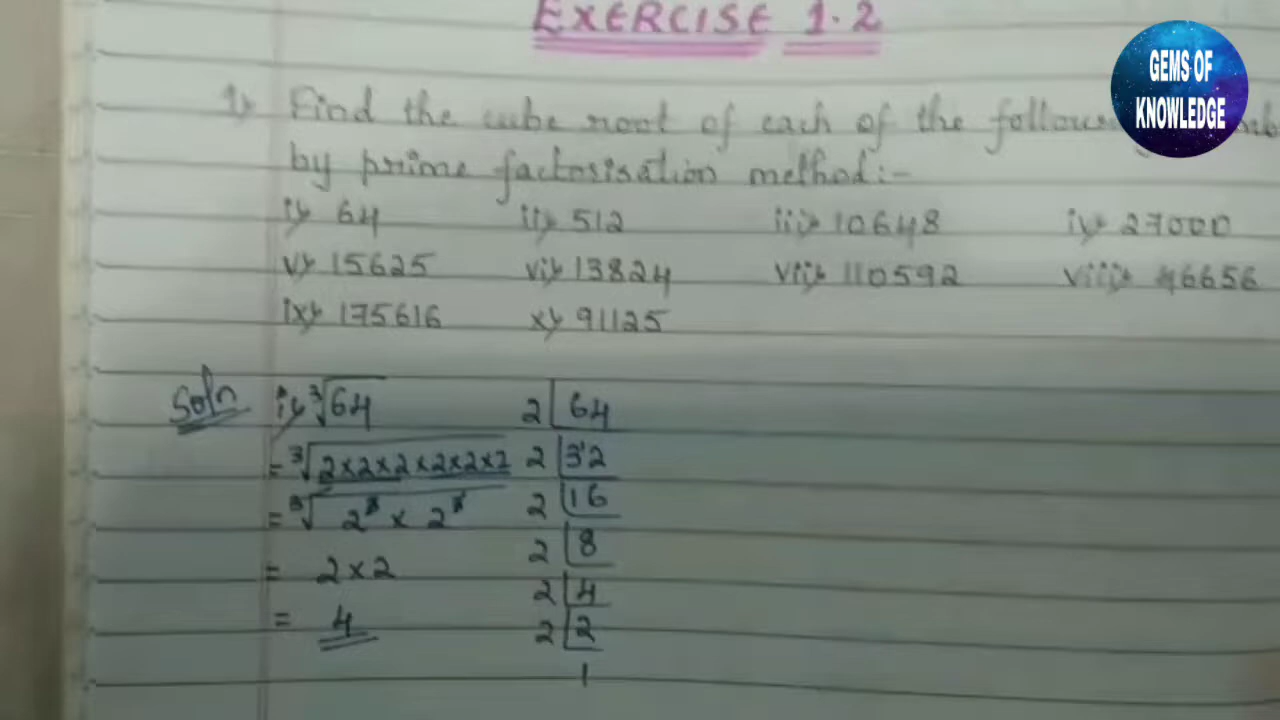 EXERCISE 1.2
GEMS OF
KNOWLEDGE
1> Find the cube root of each of the
by prime factorisation method:-
i> 64 ii> 512 iii> 10648 iv> 27000
v> 15625 vi> 13824 vii> 110592 viii> 46656
ix> 175616 x> 91125
Soln i> ³√64 2 | 64
= ³√2×2×2×2×2×2 2 | 32
= ³√2³ × 2³ 2 | 16
2 | 8
= 2×2 2 | 4
= 4 2 | 2
1